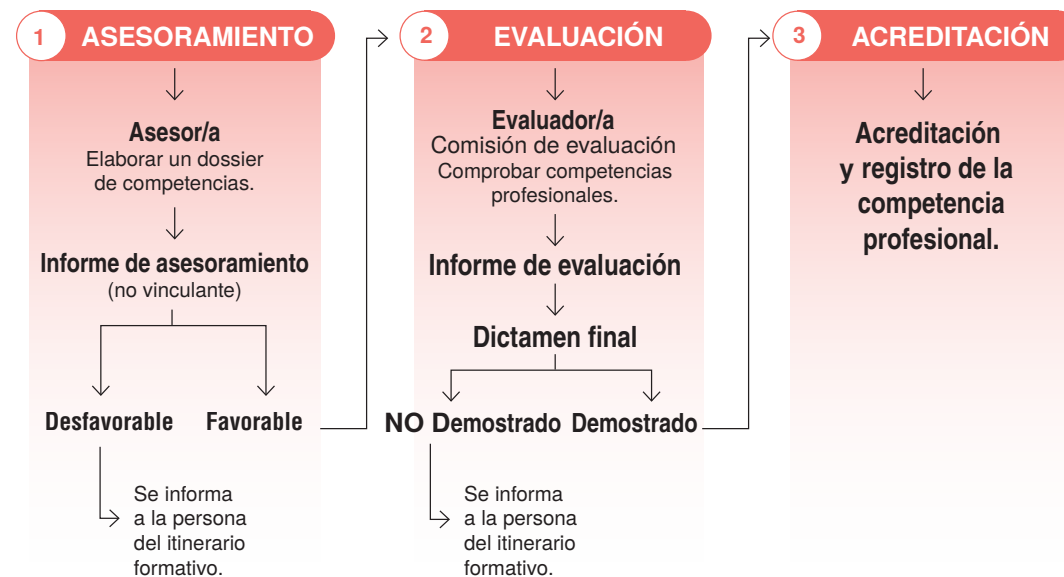 1 ASESORAMIENTO
Asesor/a
Elaborar un dossier
de competencias.
Informe de asesoramiento
(no vinculante)
Desfavorable Favorable
Se informa
a la persona
del itinerario
formativo.
2 EVALUACIÓN
Evaluador/a
Comisión de evaluación
Comprobar competencias
profesionales.
Informe de evaluación
Dictamen final
NO Demostrado Demostrado
Se informa
a la persona
del itinerario
formativo.
3 ACREDITACIÓN
Acreditación
y registro de la
competencia
profesional.